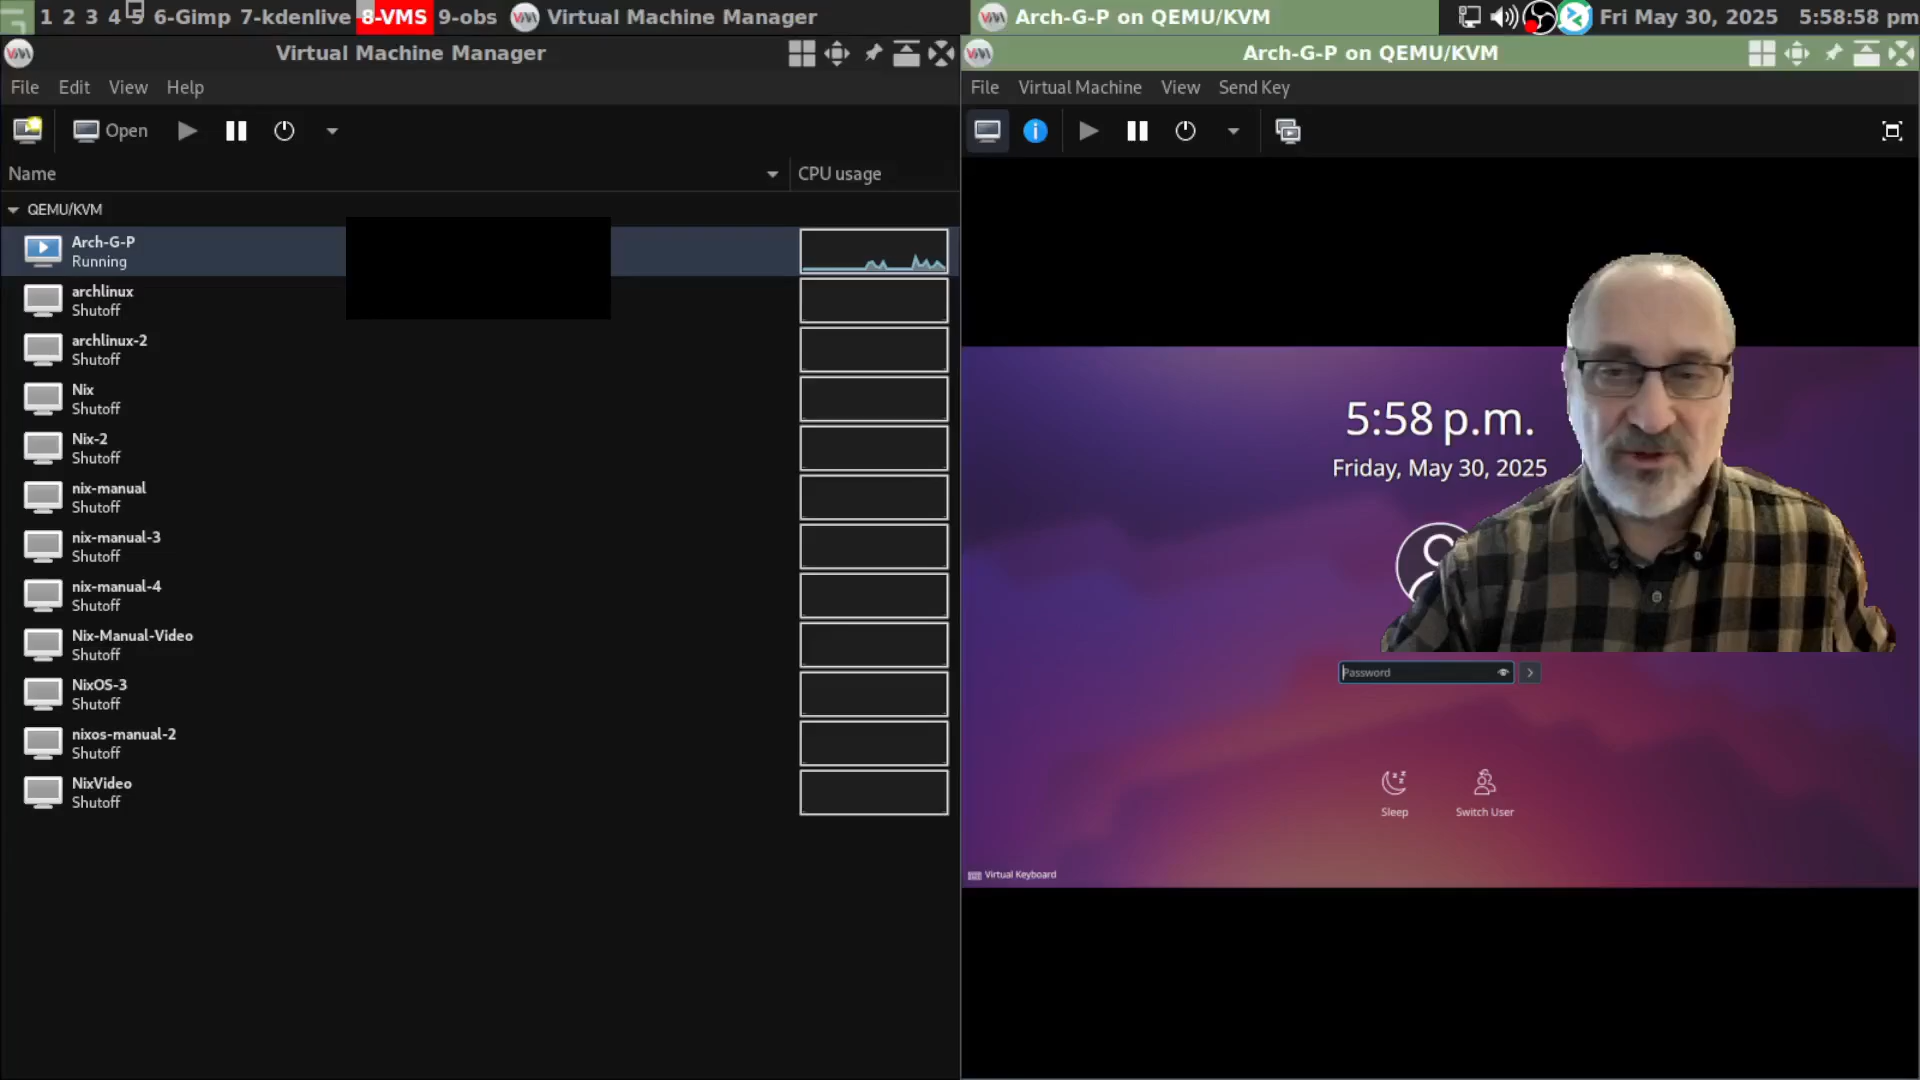 1 2 3 4 5 6-Gimp 7-kdenlive 8-VMS 9-obs Virtual Machine Manager
Arch-G-P on QEMU/KVM
Fri May 30, 2025 5:58:58 pm
Virtual Machine Manager
File Edit View Help
Open
Name CPU usage
QEMU/KVM
Arch-G-P
Running
archlinux
Shutoff
archlinux-2
Shutoff
Nix
Shutoff
Nix-2
Shutoff
nix-manual
Shutoff
nix-manual-3
Shutoff
nix-manual-4
Shutoff
Nix-Manual-Video
Shutoff
NixOS-3
Shutoff
nixos-manual-2
Shutoff
NixVideo
Shutoff
Arch-G-P on QEMU/KVM
File Virtual Machine View Send Key
5:58 p.m.
Friday, May 30, 2025
Password
Sleep Switch User
Virtual Keyboard